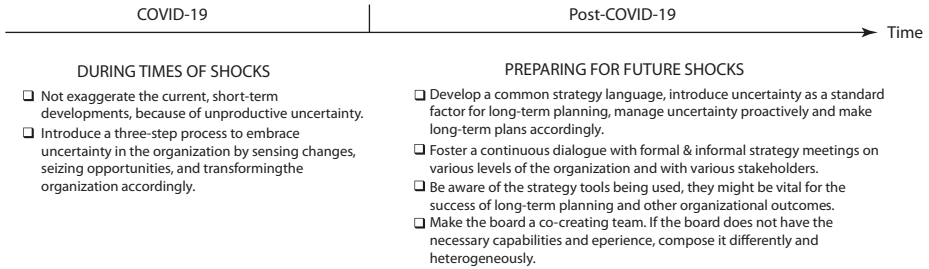 COVID-19
Post-COVID-19
Time
DURING TIMES OF SHOCKS
❑ Not exaggerate the current, short-term
developments, because of unproductive uncertainty.
❑ Introduce a three-step process to embrace
uncertainty in the organization by sensing changes,
seizing opportunities, and transformingthe
organization accordingly.
PREPARING FOR FUTURE SHOCKS
❑ Develop a common strategy language, introduce uncertainty as a standard
factor for long-term planning, manage uncertainty proactively and make
long-term plans accordingly.
❑ Foster a continuous dialogue with formal & informal strategy meetings on
various levels of the organization and with various stakeholders.
❑ Be aware of the strategy tools being used, they might be vital for the
success of long-term planning and other organizational outcomes.
❑ Make the board a co-creating team. If the board does not have the
necessary capabilities and eperience, compose it differently and
heterogeneously.